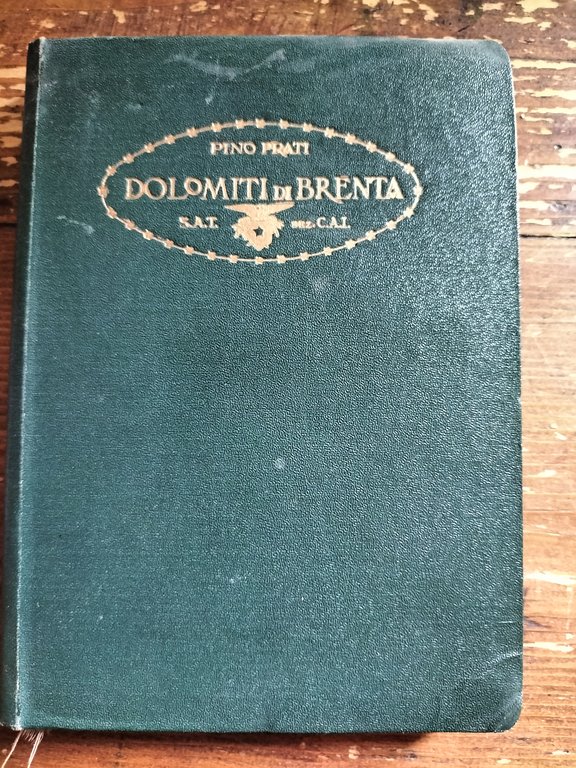 PINO PRATI
DOLOMITI DI BRENTA
S.A.T. SEZ. C.A.I.